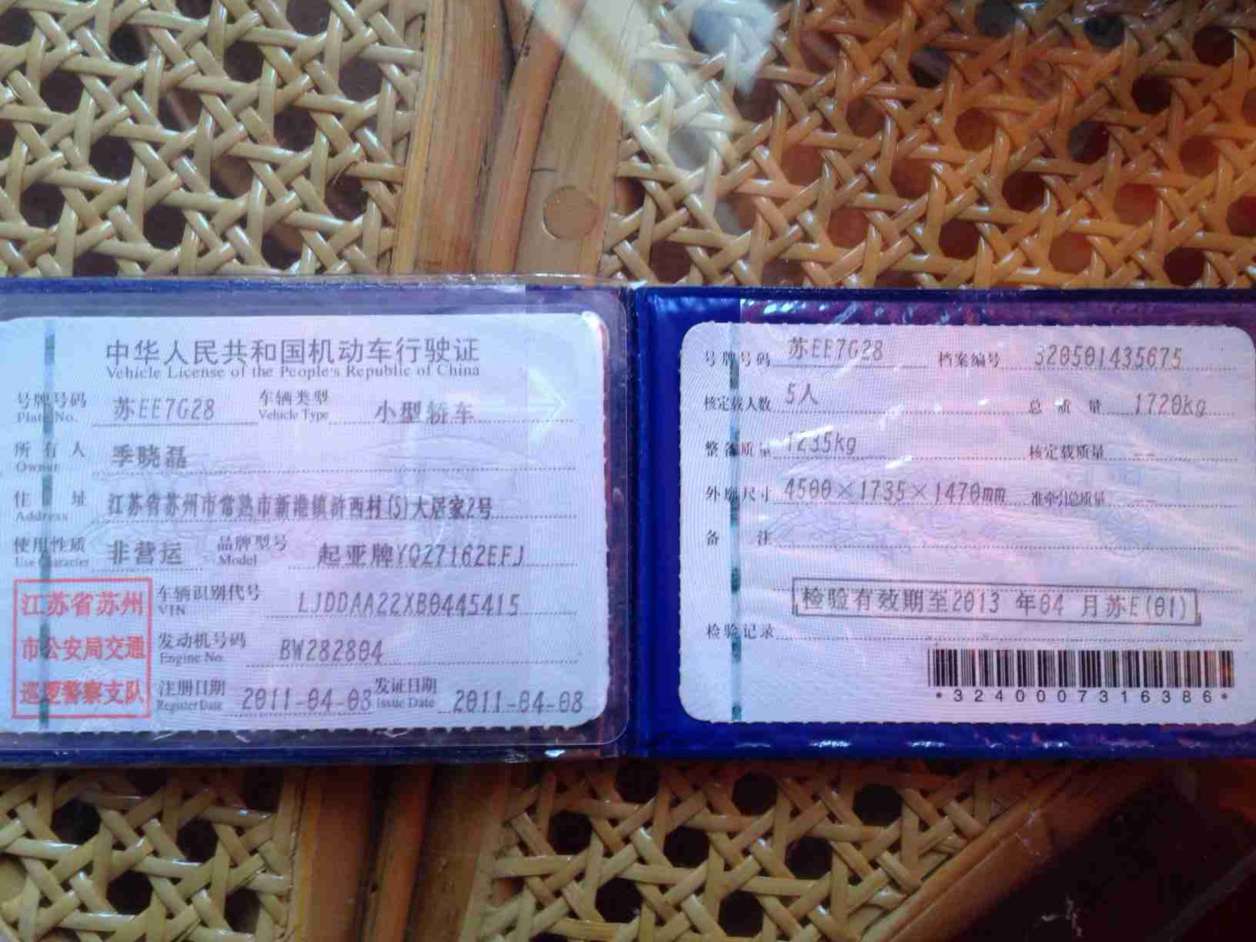 中华人民共和国机动车行驶证
Vehicle License of the People's Republic of China
号牌号码 苏EE7G28 车辆类型 小型轿车
Plate No. Vehicle Type
所有人 季晓磊
Owner
住址 江苏省苏州市常熟市新港镇浒西村(5)大居家2号
Address
使用性质 非营运 品牌型号 起亚牌YQZ7162EFJ
Use Character Model
江苏省苏州
市公安局交通
巡逻警察支队
车辆识别代号 LJDDAA22XB0445415
VIN
发动机号码 BW282804
Engine No.
注册日期 2011-04-08 发证日期 2011-04-08
Register Date Issue Date
号牌号码 苏EE7G28 档案编号 320501435675
核定载人数 5人 总质量 1720kg
整备质量 1235kg 核定载质量 --
外廓尺寸 4500×1735×1470mm 准牵引总质量 --
备注
检验有效期至2013 年04 月苏E(01)
检验记录
*3240007316386*